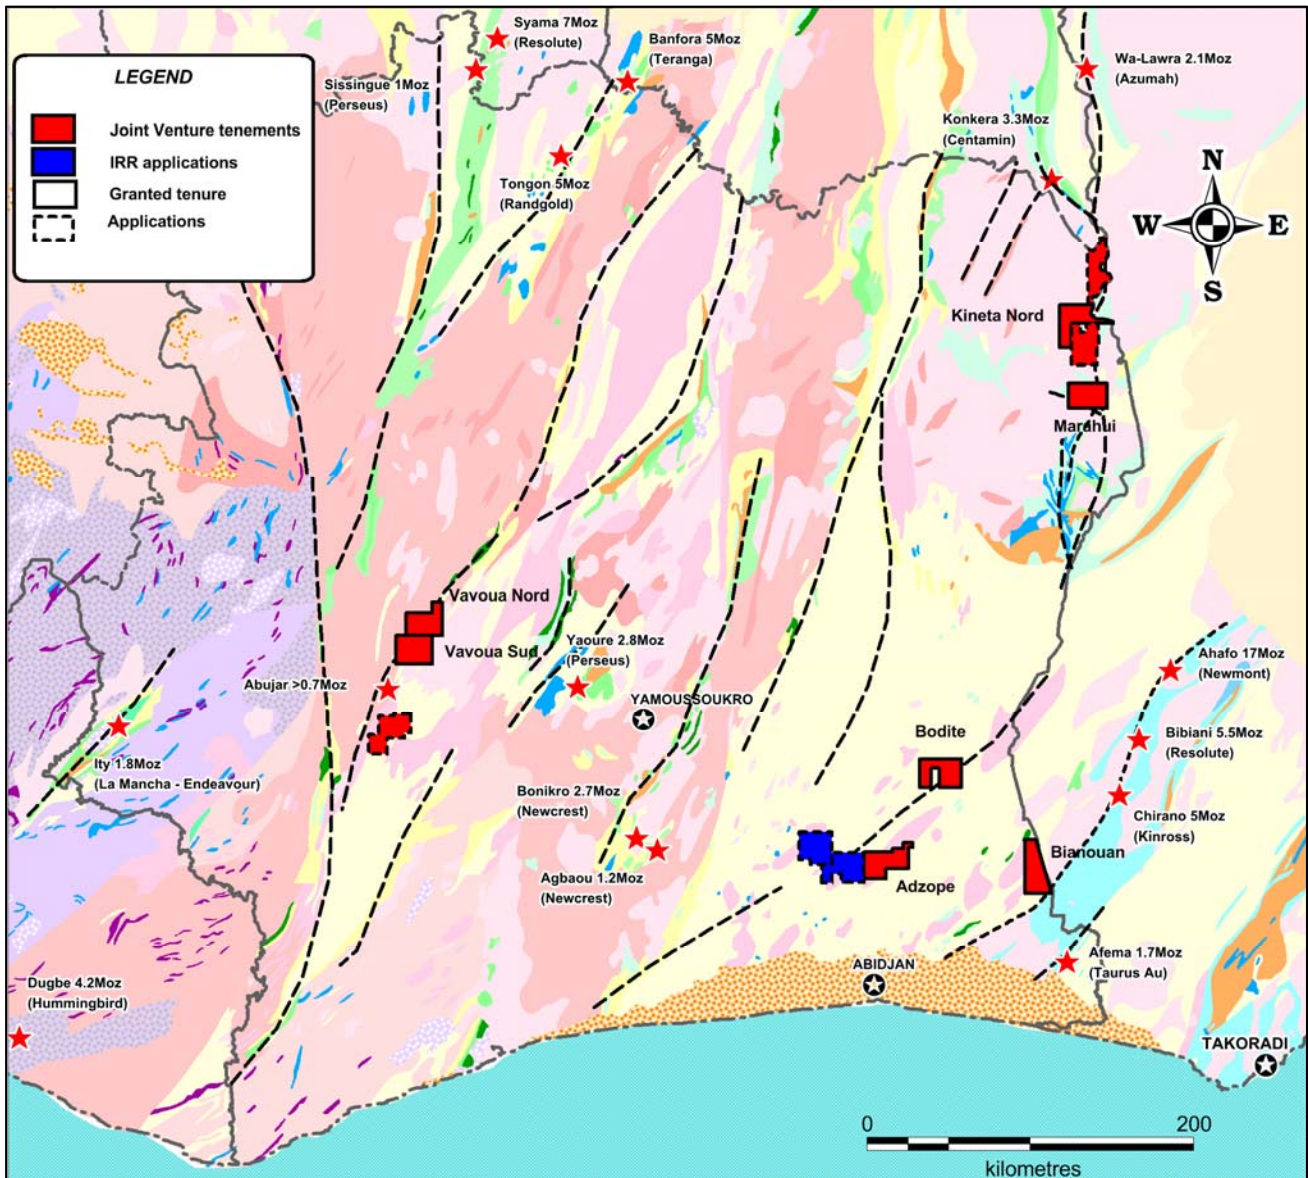 LEGEND
Joint Venture tenements
IRR applications
Granted tenure
Applications
Syama 7Moz
(Resolute)
Banfora 5Moz
(Teranga)
Wa-Lawra 2.1Moz
(Azumah)
Sissingue 1Moz
(Perseus)
Konkera 3.3Moz
(Centamin)
Tongon 5Moz
(Randgold)
N
W
E
S
Kineta Nord
Marahui
Vavoua Nord
Vavoua Sud
Yaoure 2.8Moz
(Perseus)
Abujar >0.7Moz
YAMOUSSOUKRO
Ahafo 17Moz
(Newmont)
Bibiani 5.5Moz
(Resolute)
Ity 1.8Moz
(La Mancha - Endeavour)
Bodite
Bonikro 2.7Moz
(Newcrest)
Chirano 5Moz
(Kinross)
Bianouan
Agbaou 1.2Moz
(Newcrest)
Adzope
Afema 1.7Moz
(Taurus Au)
ABIDJAN
Dugbe 4.2Moz
(Hummingbird)
TAKORADI
0
200
kilometres